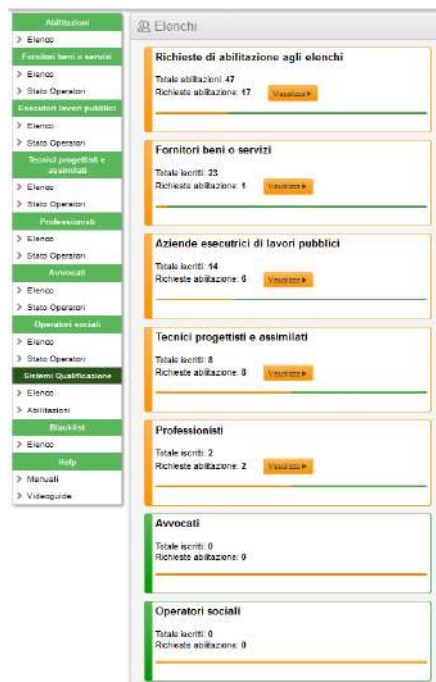 Abilitazioni
Elenco
Fornitori beni o servizi
Elenco
Stato Operatori
Esecutori lavori pubblici
Elenco
Stato Operatori
Tecnici progettisti e
assimilati
Elenco
Stato Operatori
Professionisti
Elenco
Stato Operatori
Avvocati
Elenco
Stato Operatori
Operatori sociali
Elenco
Stato Operatori
Sistemi Qualificazione
Elenco
Abilitazioni
Blacklist
Elenco
Help
Manuali
Videoguide
Elenchi
Richieste di abilitazione agli elenchi
Totale abilitazioni: 47
Richieste abilitazione: 17 Visualizza
Fornitori beni o servizi
Totale iscritti: 23
Richieste abilitazione: 1 Visualizza
Aziende esecutrici di lavori pubblici
Totale iscritti: 14
Richieste abilitazione: 6 Visualizza
Tecnici progettisti e assimilati
Totale iscritti: 8
Richieste abilitazione: 8 Visualizza
Professionisti
Totale iscritti: 2
Richieste abilitazione: 2 Visualizza
Avvocati
Totale iscritti: 0
Richieste abilitazione: 0
Operatori sociali
Totale iscritti: 0
Richieste abilitazione: 0